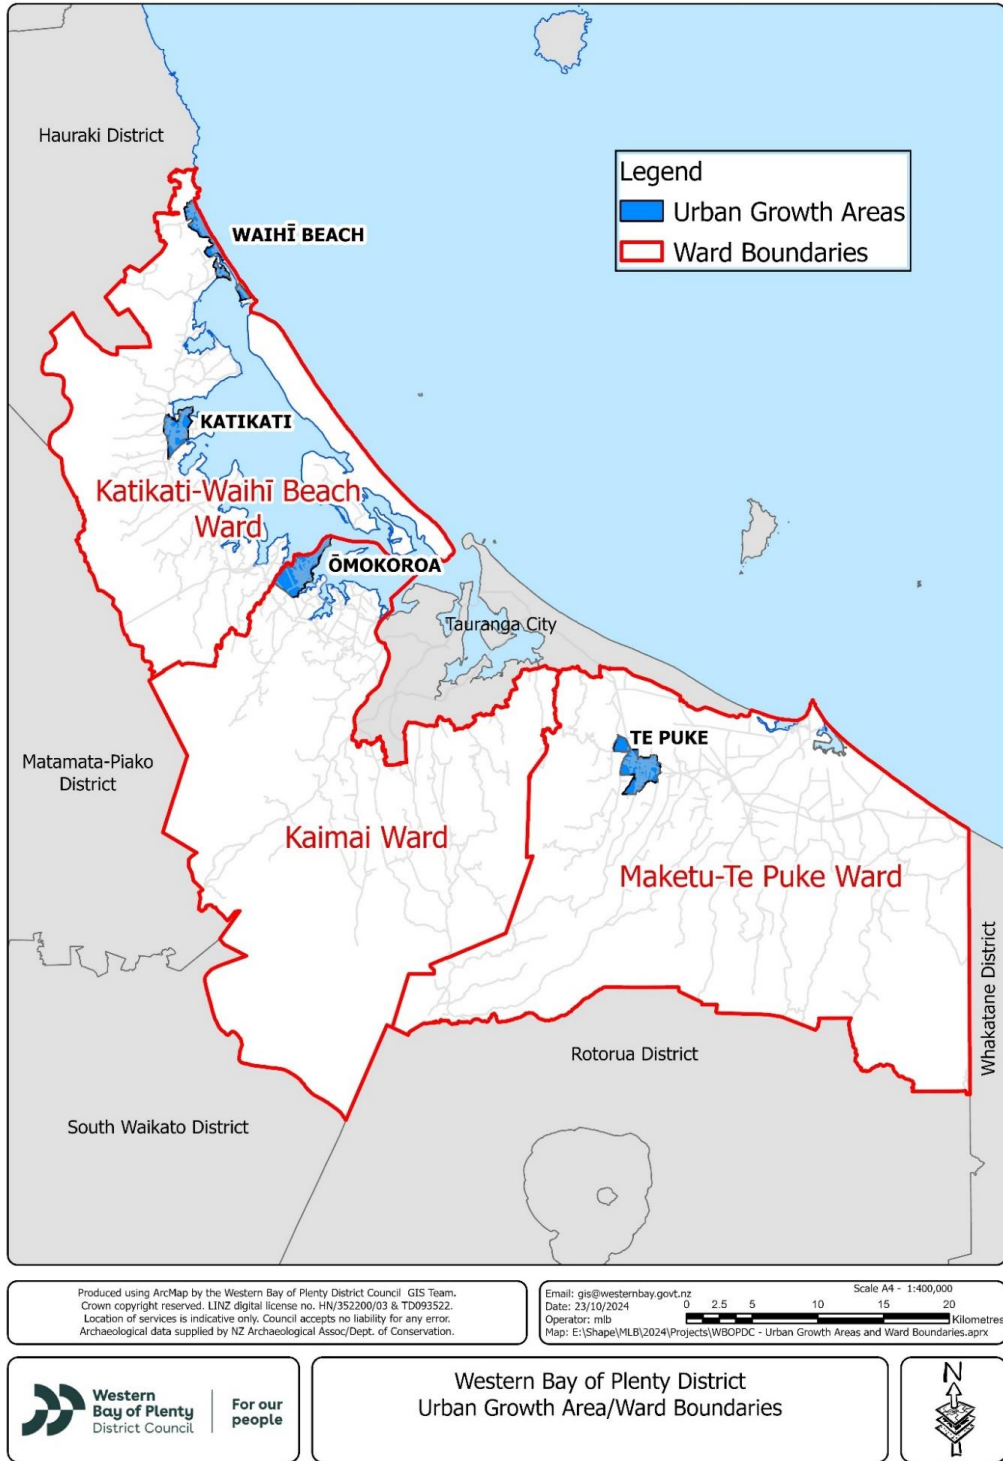 Hauraki District
Legend
Urban Growth Areas
Ward Boundaries
WAIHĪ BEACH
KATIKATI
Katikati-Waihī Beach
Ward
ŌMOKOROA
Tauranga City
Matamata-Piako
District
TE PUKE
Kaimai Ward
Maketu-Te Puke Ward
Whakatane District
Rotorua District
South Waikato District
Produced using ArcMap by the Western Bay of Plenty District Council GIS Team.
Crown copyright reserved. LINZ digital license no. HN/352200/03 & TD093522.
Location of services is indicative only. Council accepts no liability for any error.
Archaeological data supplied by NZ Archaeological Assoc/Dept. of Conservation.
Email: gis@westernbay.govt.nz
Date: 23/10/2024
Operator: mlb
Map: E:\Shape\MLB\2024\Projects\WBOPDC - Urban Growth Areas and Ward Boundaries.aprx
Scale A4 - 1:400,000
0 2.5 5 10 15 20
Kilometres
Western
Bay of Plenty
District Council
For our
people
Western Bay of Plenty District
Urban Growth Area/Ward Boundaries
N